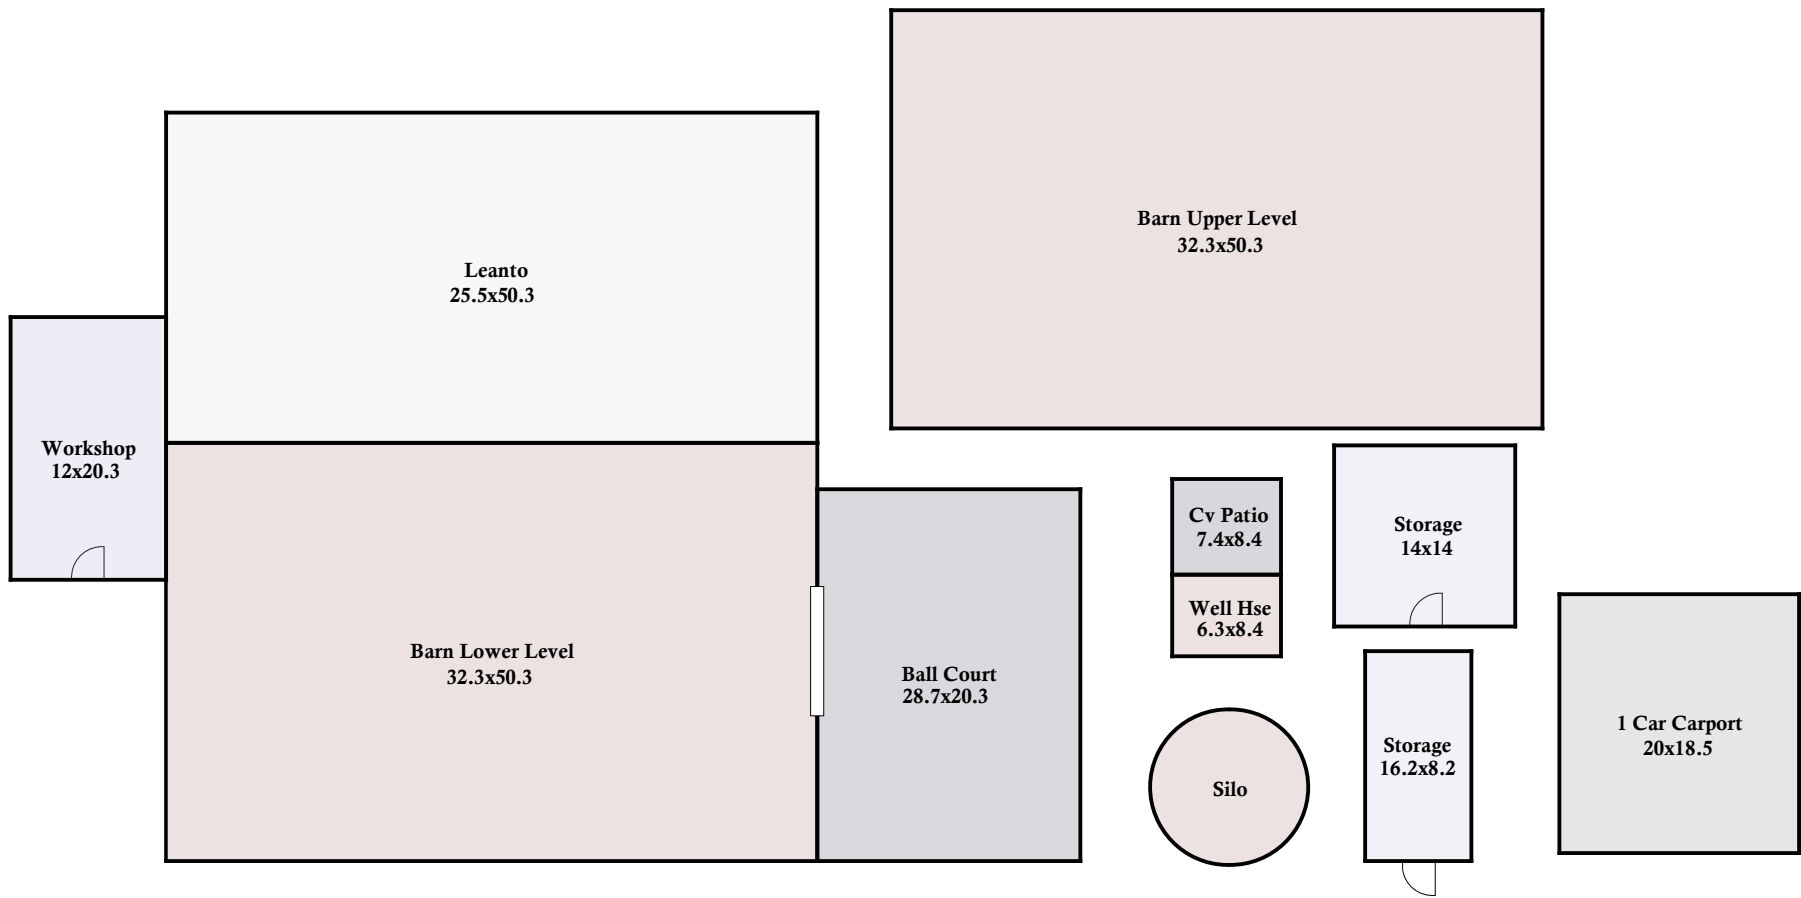 Barn Upper Level
32.3x50.3
Leanto
25.5x50.3
Workshop
12x20.3
Cv Patio
7.4x8.4
Storage
14x14
Well Hse
6.3x8.4
Barn Lower Level
32.3x50.3
Ball Court
28.7x20.3
1 Car Carport
20x18.5
Storage
16.2x8.2
Silo